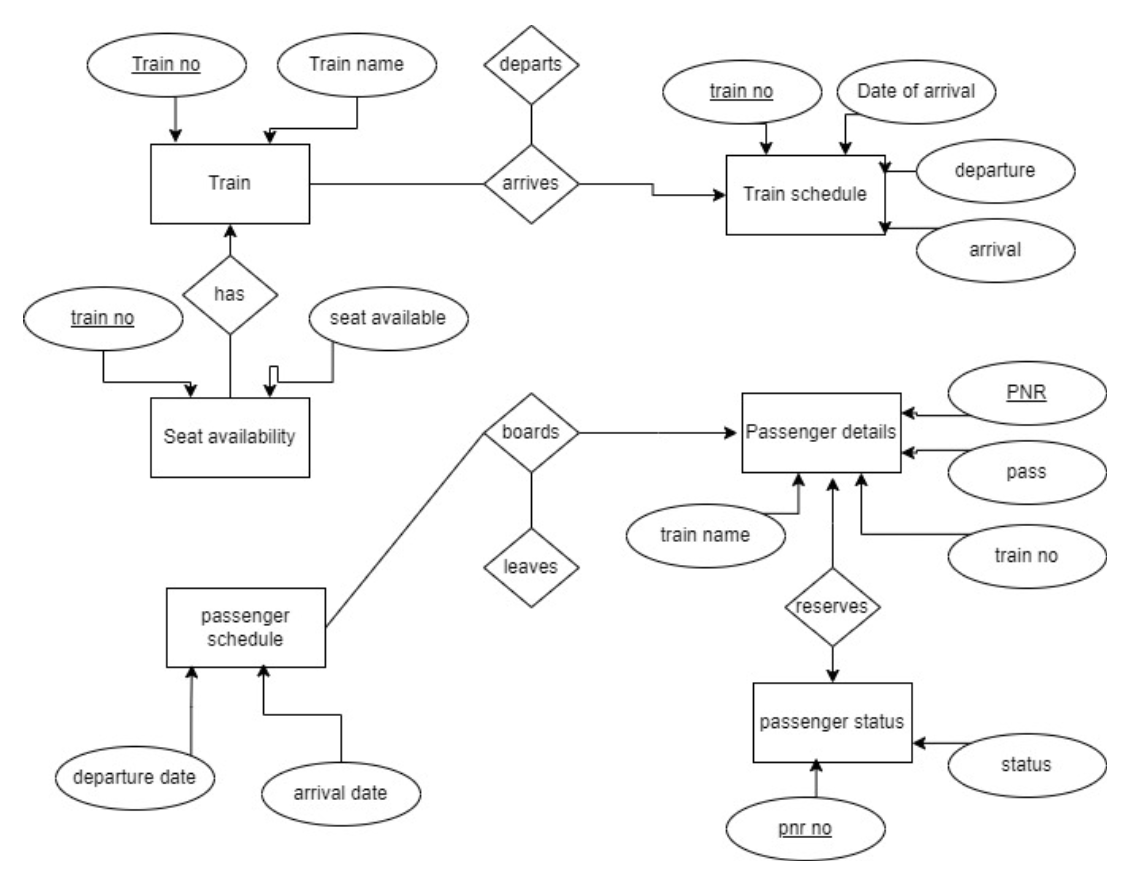 Train no
Train name
departs
train no
Date of arrival
Train
arrives
Train schedule
departure
arrival
has
train no
seat available
Seat availability
boards
Passenger details
PNR
pass
train name
train no
leaves
reserves
passenger
schedule
passenger status
departure date
arrival date
status
pnr no